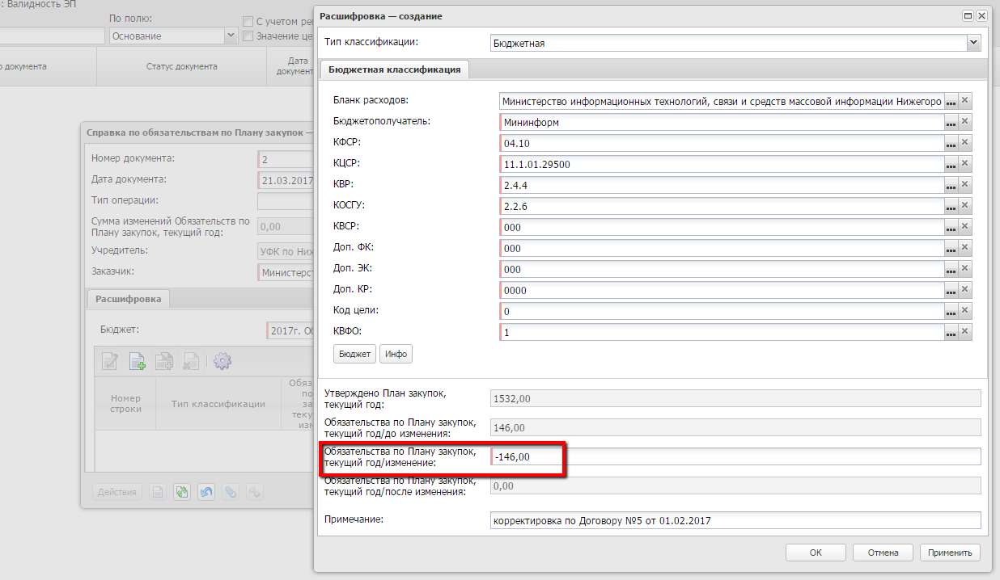 : Валидность ЭП
По полю:
Основание
С учетом ре
Значение це
о документа
Статус документа
Дата
документ
Справка по обязательствам по Плану закупок —
Номер документа:
2
Дата документа:
21.03.2017
Тип операции:
Сумма изменений Обязательств по
Плану закупок, текущий год:
0,00
Учредитель:
УФК по Ниж
Заказчик:
Министерст
Расшифровка
Бюджет:
2017г. Об
Номер
строки
Тип классификации
Обяз
по
за
теку
изм
Действия
Расшифровка — создание
Тип классификации:
Бюджетная
Бюджетная классификация
Бланк расходов:
Министерство информационных технологий, связи и средств массовой информации Нижегоро
Бюджетополучатель:
Мининформ
КФСР:
04.10
КЦСР:
11.1.01.29500
КВР:
2.4.4
КОСГУ:
2.2.6
КВСР:
000
Доп. ФК:
000
Доп. ЭК:
000
Доп. КР:
0000
Код цели:
0
КВФО:
1
Бюджет
Инфо
Утверждено План закупок,
текущий год:
1532,00
Обязательства по Плану закупок,
текущий год/до изменения:
146,00
Обязательства по Плану закупок,
текущий год/изменение:
-146,00
Обязательства по Плану закупок,
текущий год/после изменения:
0,00
Примечание:
корректировка по Договору №5 от 01.02.2017
ОК
Отмена
Применить